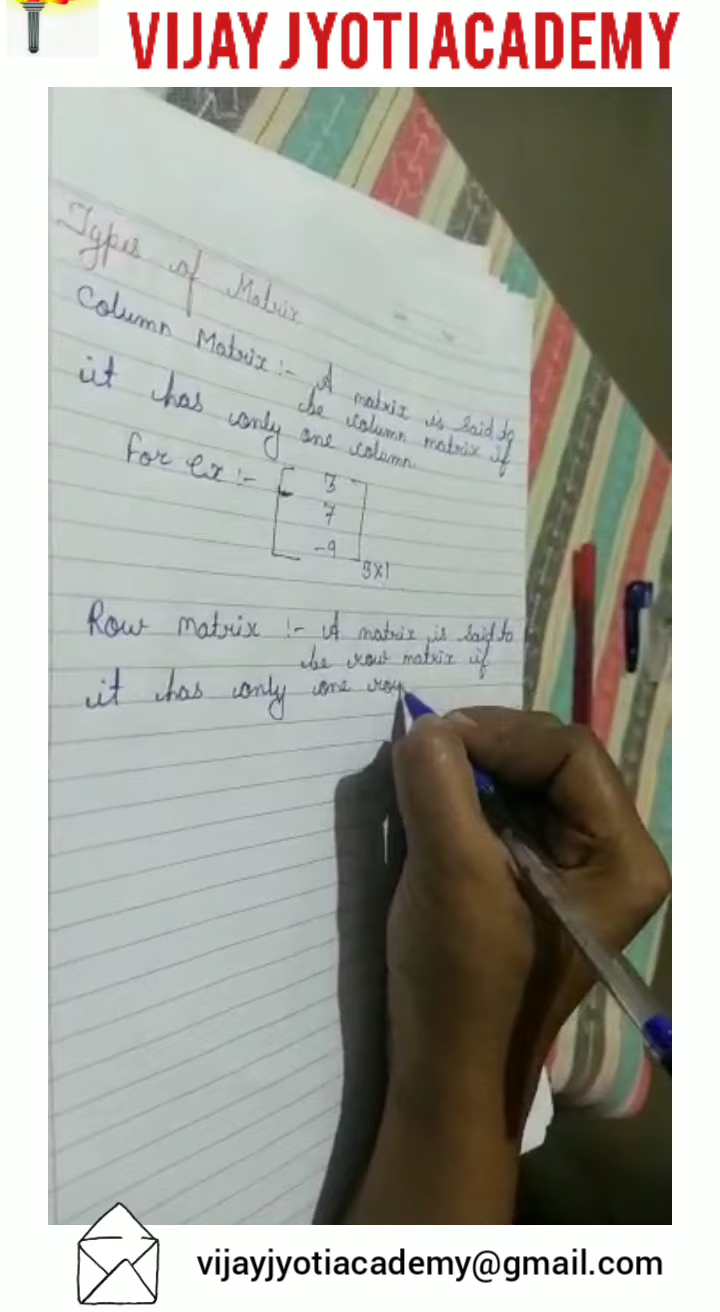 VIJAY JYOTI ACADEMY
Types of Matrix
Column Matrix :- A matrix is said to
be column matrix if
it has only one column.
For ex :- [ 3
7
-9 ] 3×1
Row matrix :- A matrix is said to
be row matrix if
it has only one row
vijayjyotiacademy@gmail.com